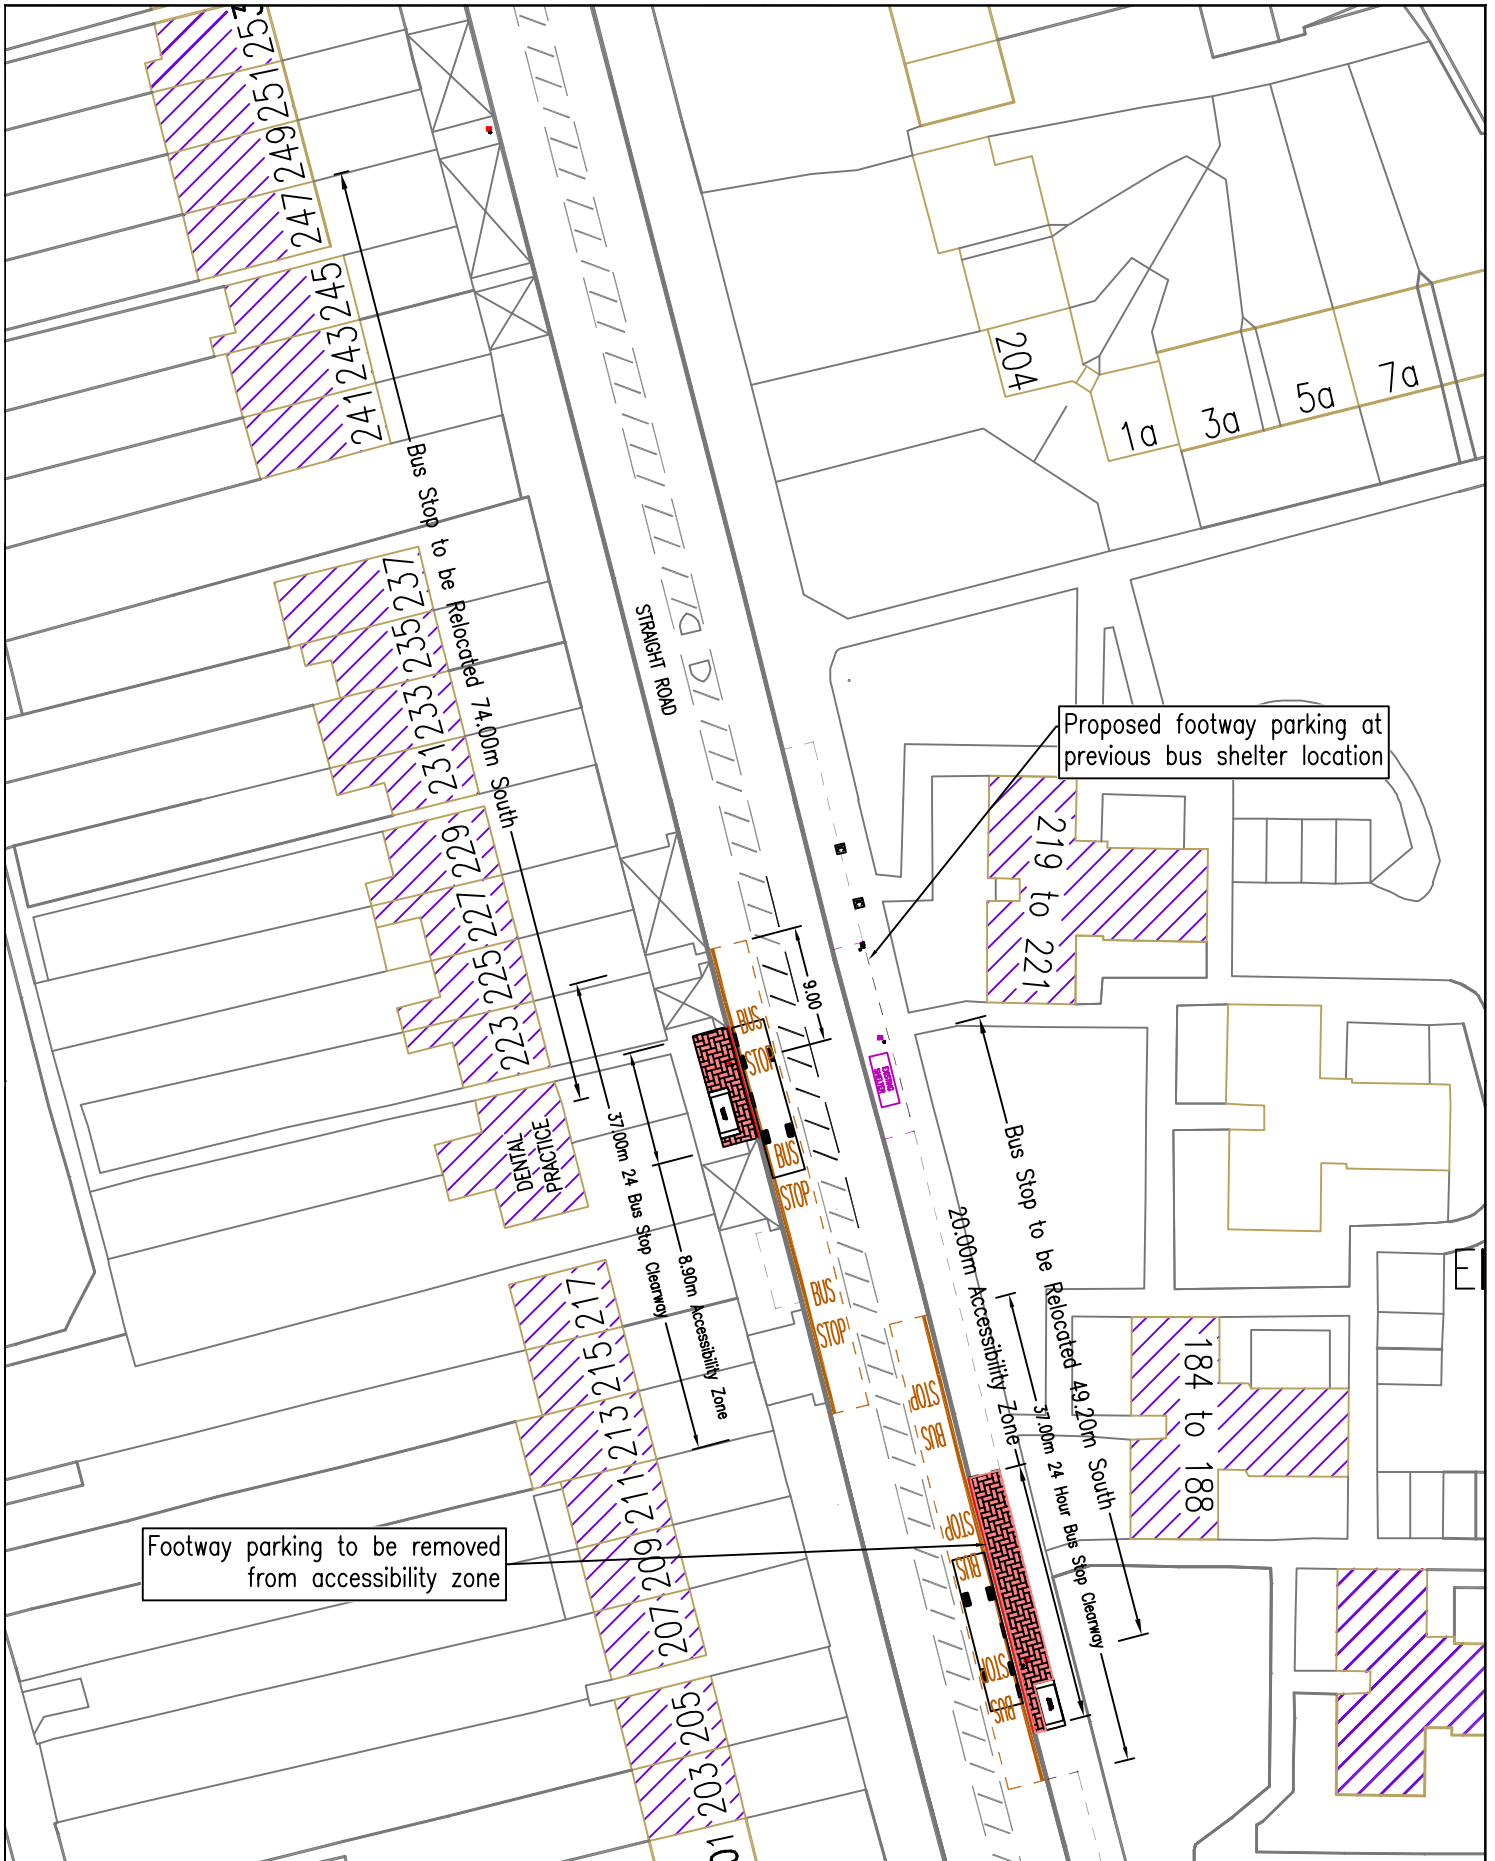 253
251
249
247
245
243
241
Bus Stop to be Relocated 74.00m South
237
235
233
231
229
227
225
223
DENTAL
PRACTICE
217
215
213
211
209
207
205
203
STRAIGHT ROAD
204
1a
3a
5a
7a
Proposed footway parking at
previous bus shelter location
219 to 221
9.00
BUS
STOP
BUS
STOP
BUS
STOP
EXISTING
SHELTER
37.00m 24 Bus Stop Clearway
8.90m Accessibility Zone
Bus Stop to be Relocated 49.20m South
20.00m Accessibility Zone
37.00m 24 Hour Bus Stop Clearway
184 to 188
STOP
BUS
STOP
BUS
STOP
BUS
Footway parking to be removed
from accessibility zone